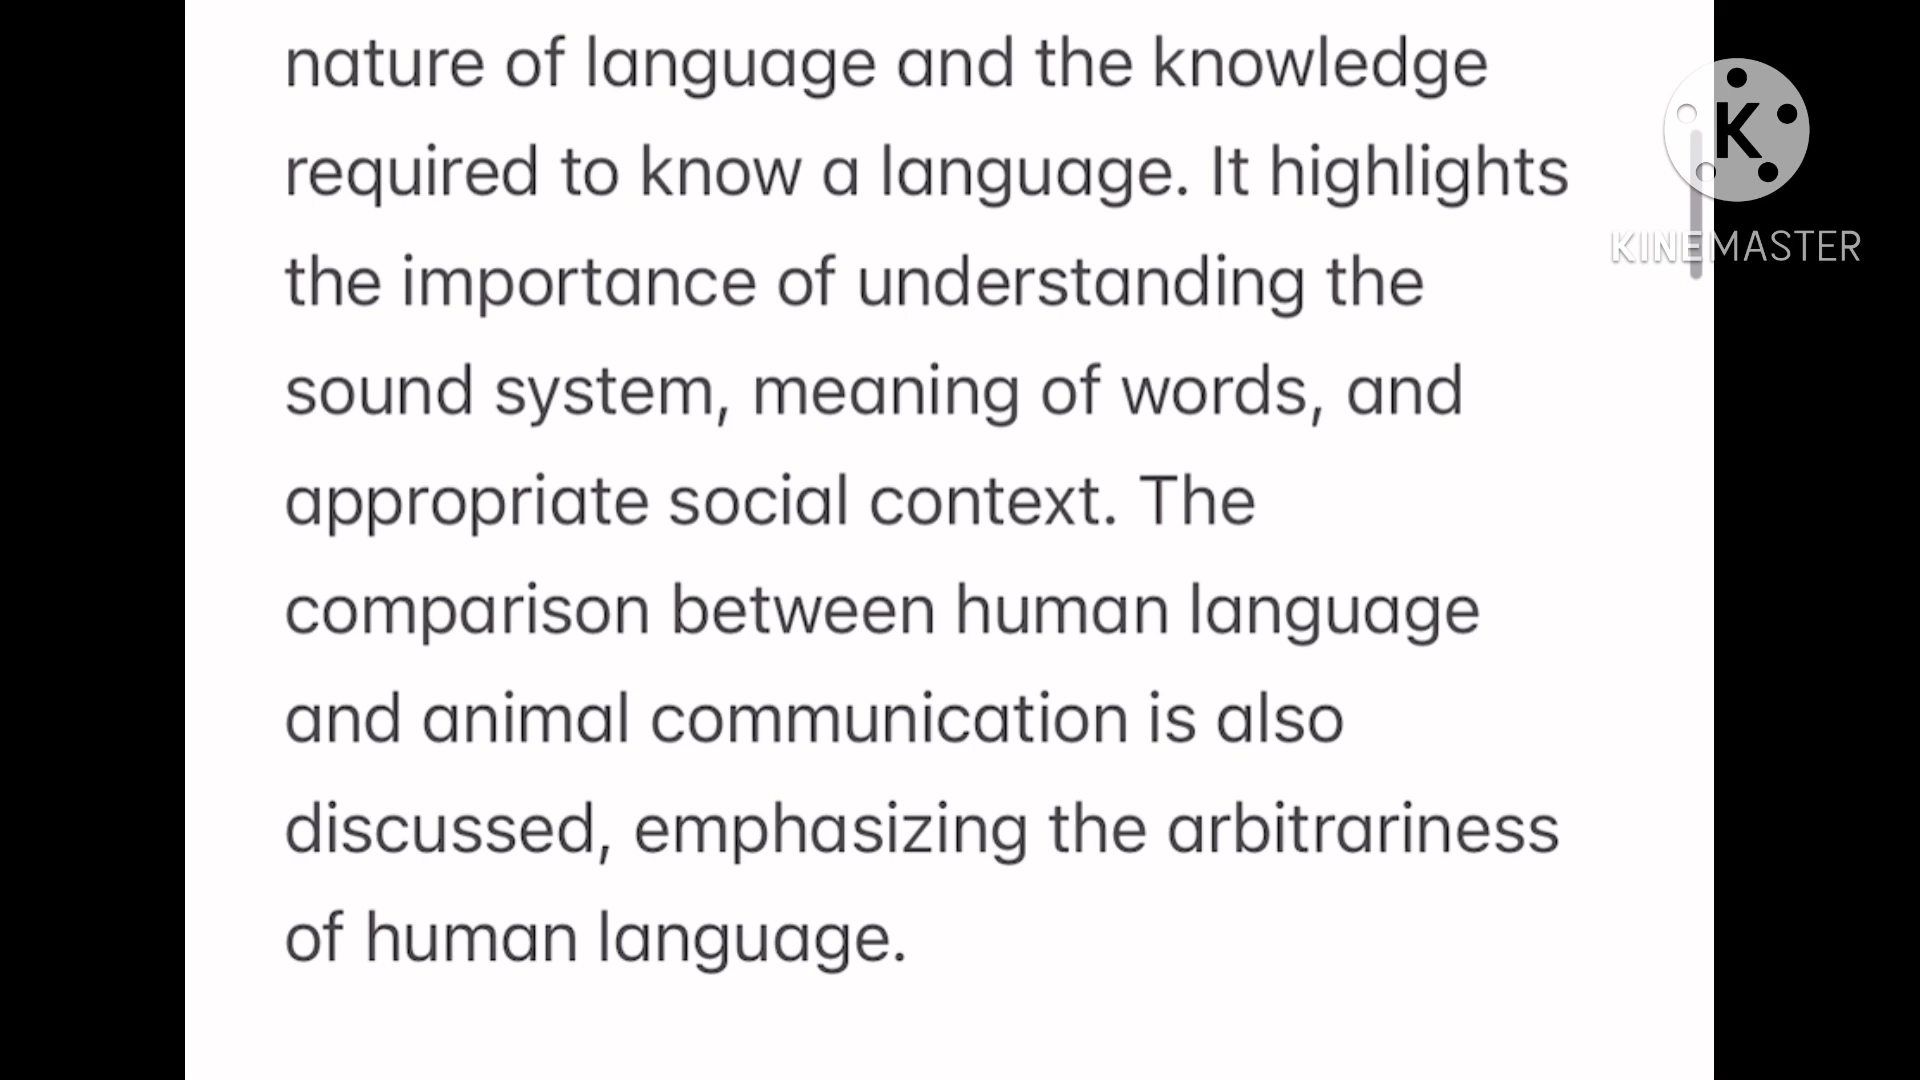 nature of language and the knowledge
required to know a language. It highlights
the importance of understanding the
sound system, meaning of words, and
appropriate social context. The
comparison between human language
and animal communication is also
discussed, emphasizing the arbitrariness
of human language.
K
KINEMASTER